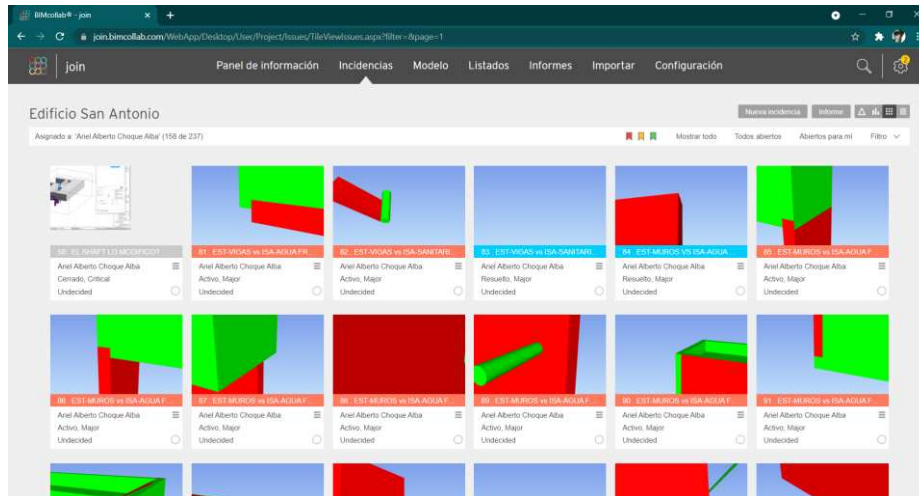 BIMcollab® - join
join.bimcollab.com/WebApp/Desktop/User/Project/Issues/TileViewIssues.aspx?filter=&page=1
join
Panel de información Incidencias Modelo Listados Informes Importar Configuración
2
Edificio San Antonio
Nueva incidencia Informe
Asignado a: 'Ariel Alberto Choque Alba' (158 de 237)
Mostrar todo Todos abiertos Abiertos para mí Filtro
EL SHAFT LO MODIFICO?
81 : EST-VIGAS vs ISA-AGUA FR...
82 : EST-VIGAS vs ISA-SANITARI...
83 : EST-VIGAS vs ISA-SANITARI...
84 : EST-MUROS VS ISA-AGUA
85 : EST-MUROS vs ISA-AGUA F...
Ariel Alberto Choque Alba Ariel Alberto Choque Alba Ariel Alberto Choque Alba Ariel Alberto Choque Alba Ariel Alberto Choque Alba Ariel Alberto Choque Alba
Cerrado, Critical Activo, Major Activo, Major Resuelto, Major Resuelto, Major Activo, Major
Undecided Undecided Undecided Undecided Undecided Undecided
86 : EST-MUROS vs ISA-AGUA F...
87 : EST-MUROS vs ISA-AGUA F...
88 : EST-MUROS vs ISA-AGUA F...
89 : EST-MUROS vs ISA-AGUA F...
90 : EST-MUROS vs ISA-AGUA F...
91 : EST-MUROS vs ISA-AGUA F...
Ariel Alberto Choque Alba Ariel Alberto Choque Alba Ariel Alberto Choque Alba Ariel Alberto Choque Alba Ariel Alberto Choque Alba Ariel Alberto Choque Alba
Activo, Major Activo, Major Activo, Major Activo, Major Activo, Major Activo, Major
Undecided Undecided Undecided Undecided Undecided Undecided